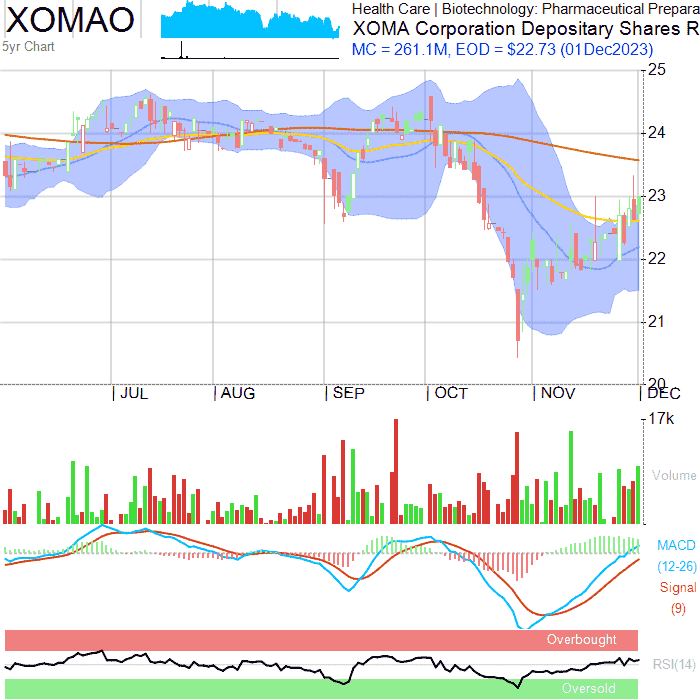 XOMAO
Health Care | Biotechnology: Pharmaceutical Prepara
XOMA Corporation Depositary Shares R
5yr Chart
MC = 261.1M, EOD = $22.73 (01Dec2023)
25
24
23
22
21
20
JUL
AUG
SEP
OCT
NOV
DEC
17k
Volume
MACD
(12-26)
Signal
(9)
Overbought
RSI(14)
Oversold